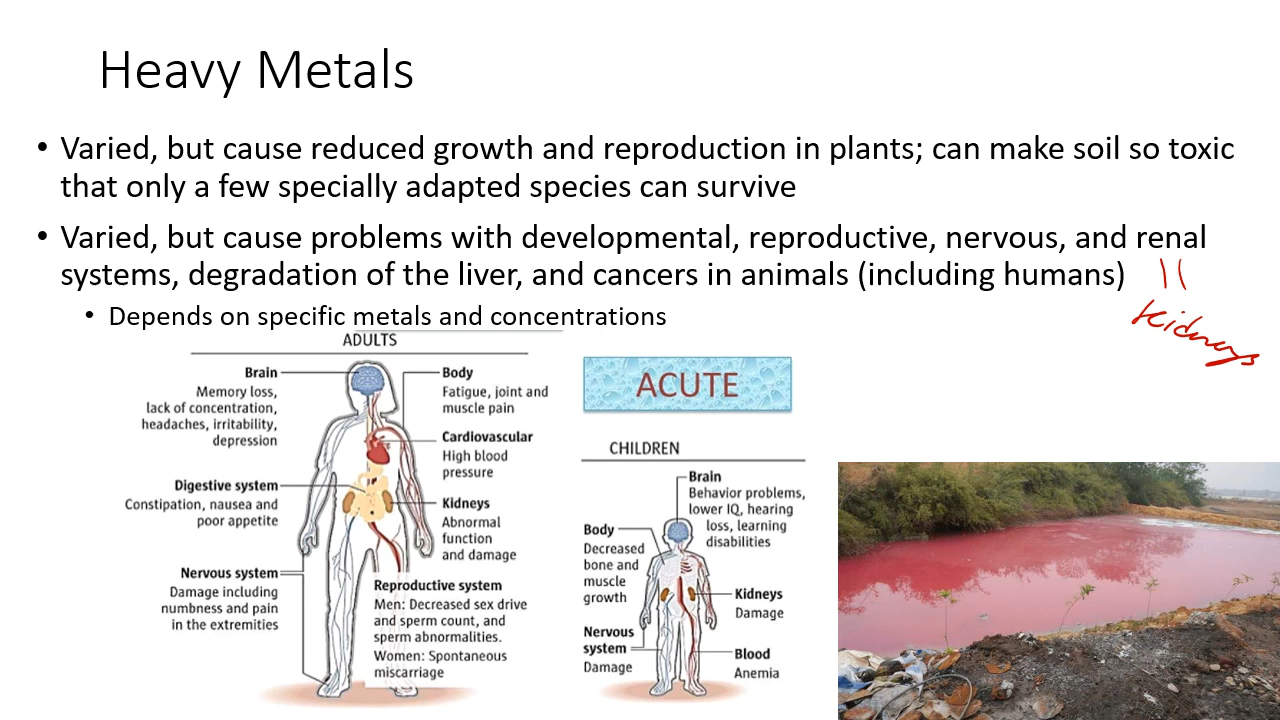 Heavy Metals
• Varied, but cause reduced growth and reproduction in plants; can make soil so toxic
that only a few specially adapted species can survive
• Varied, but cause problems with developmental, reproductive, nervous, and renal
systems, degradation of the liver, and cancers in animals (including humans)
Kidneys
• Depends on specific metals and concentrations
ADULTS
Brain
Memory loss,
lack of concentration,
headaches, irritability,
depression
Digestive system
Constipation, nausea and
poor appetite
Nervous system
Damage including
numbness and pain
in the extremities
Body
Fatigue, joint and
muscle pain
Cardiovascular
High blood
pressure
Kidneys
Abnormal
function
and damage
Reproductive system
Men: Decreased sex drive
and sperm count, and
sperm abnormalities.
Women: Spontaneous
miscarriage
ACUTE
CHILDREN
Brain
Behavior problems,
lower IQ, hearing
loss, learning
disabilities
Body
Decreased
bone and
muscle
growth
Kidneys
Damage
Nervous
system
Damage
Blood
Anemia